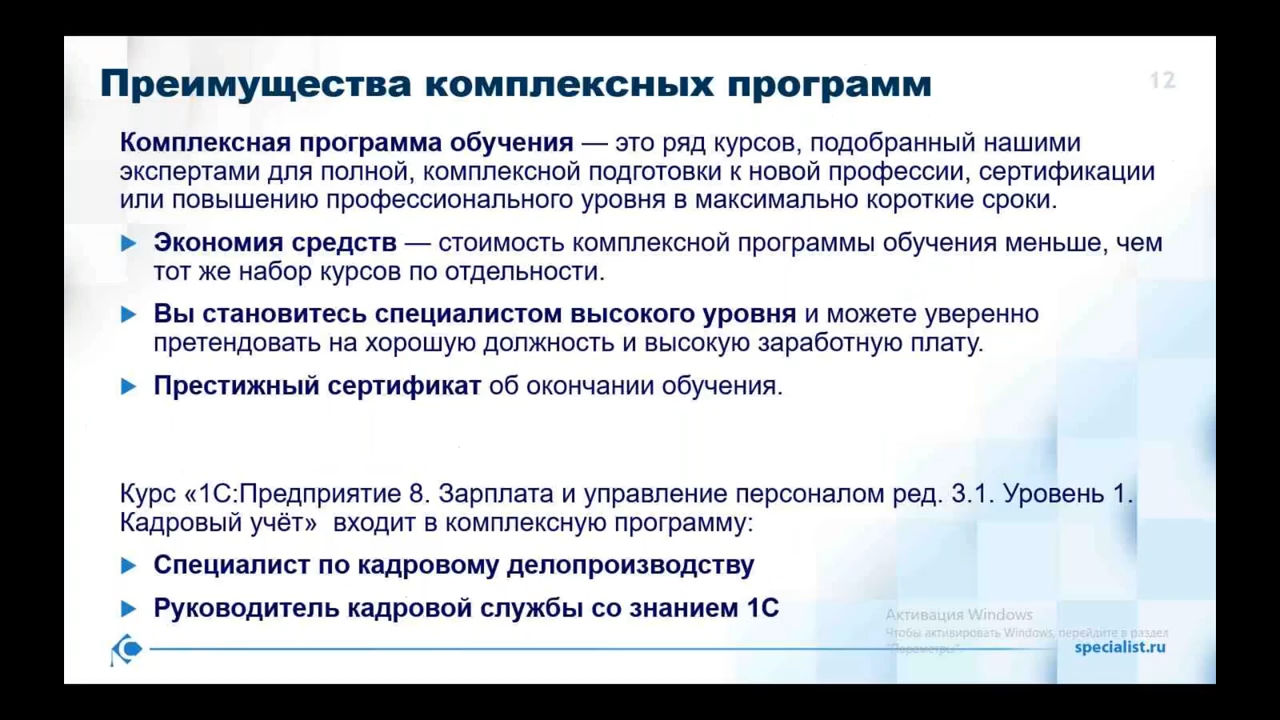 Преимущества комплексных программ
12
Комплексная программа обучения — это ряд курсов, подобранный нашими
экспертами для полной, комплексной подготовки к новой профессии, сертификации
или повышению профессионального уровня в максимально короткие сроки.
Экономия средств — стоимость комплексной программы обучения меньше, чем
тот же набор курсов по отдельности.
Вы становитесь специалистом высокого уровня и можете уверенно
претендовать на хорошую должность и высокую заработную плату.
Престижный сертификат об окончании обучения.
Курс «1С:Предприятие 8. Зарплата и управление персоналом ред. 3.1. Уровень 1.
Кадровый учёт» входит в комплексную программу:
Специалист по кадровому делопроизводству
Руководитель кадровой службы со знанием 1С
Активация Windows
Чтобы активировать Windows, перейдите в раздел
"Параметры".
specialist.ru